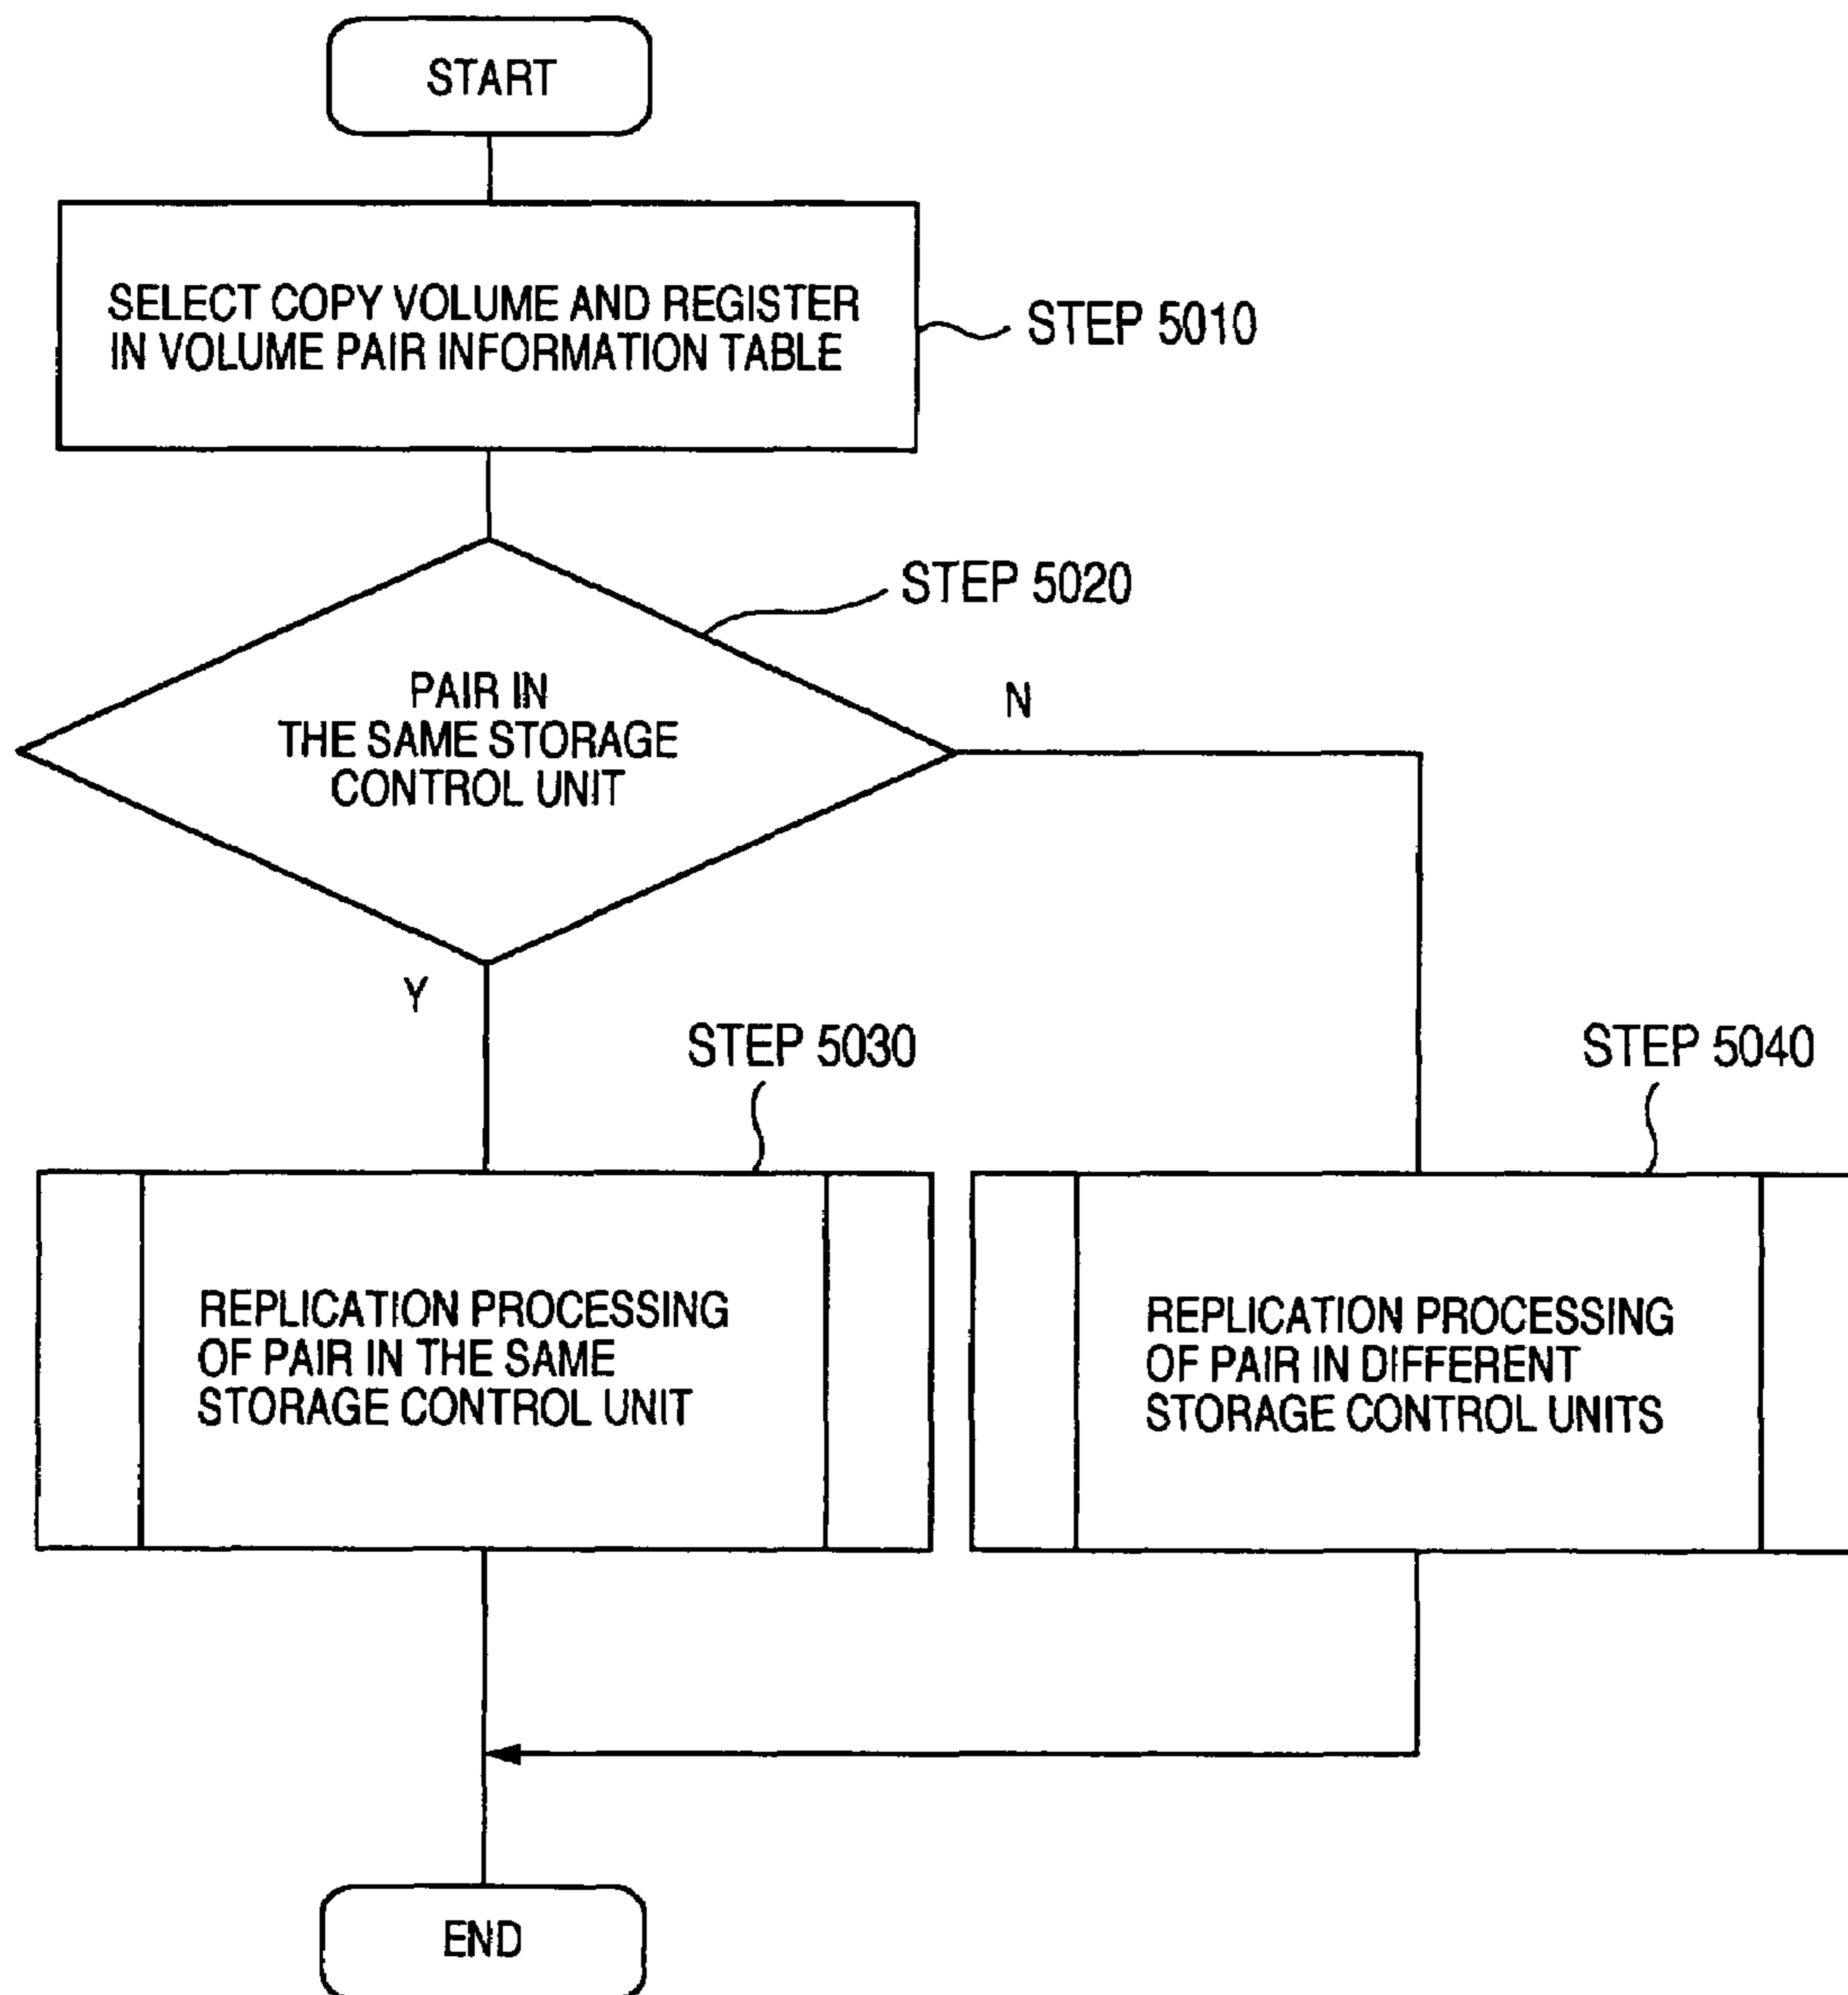 START
SELECT COPY VOLUME AND REGISTER
IN VOLUME PAIR INFORMATION TABLE
STEP 5010
STEP 5020
PAIR IN
THE SAME STORAGE
CONTROL UNIT
N
Y
STEP 5030
STEP 5040
REPLICATION PROCESSING
OF PAIR IN THE SAME
STORAGE CONTROL UNIT
REPLICATION PROCESSING
OF PAIR IN DIFFERENT
STORAGE CONTROL UNITS
END